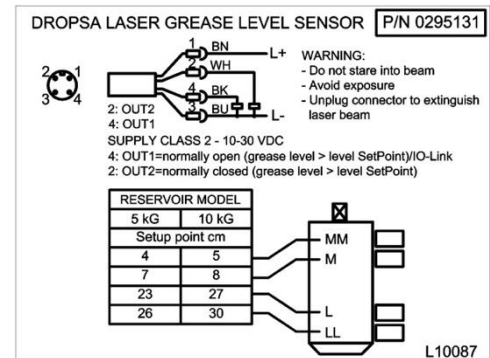 DROPSA LASER GREASE LEVEL SENSOR P/N 0295131
1 BN L+
2 WH
4 BK
3 BU L-
2 1
3 4
2: OUT2
4: OUT1
WARNING:
- Do not stare into beam
- Avoid exposure
- Unplug connector to extinguish
laser beam
SUPPLY CLASS 2 - 10-30 VDC
4: OUT1=normally open (grease level > level SetPoint)/IO-Link
2: OUT2=normally closed (grease level > level SetPoint)
RESERVOIR MODEL
5 kG 10 kG
Setup point cm
4 5 MM
7 8 M
23 27 L
26 30 LL
L10087